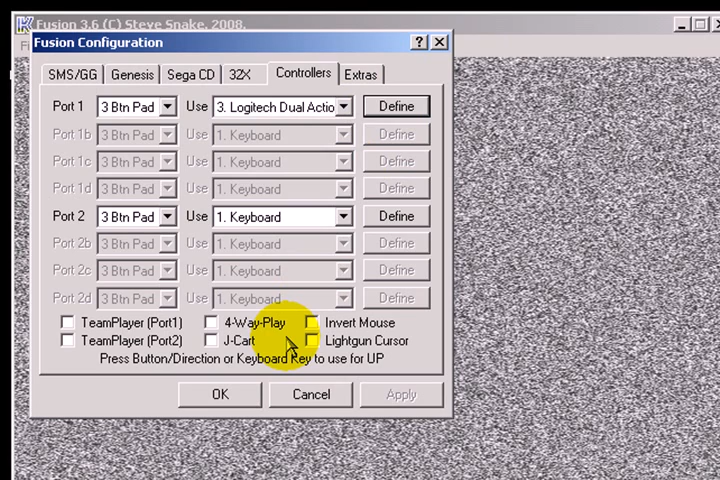 Fusion 3.6 (C) Steve Snake, 2008.
Fusion Configuration
SMS/GG Genesis Sega CD 32X Controllers Extras
Port 1 3 Btn Pad Use 3. Logitech Dual Actio Define
Port 1b 3 Btn Pad Use 1. Keyboard Define
Port 1c 3 Btn Pad Use 1. Keyboard Define
Port 1d 3 Btn Pad Use 1. Keyboard Define
Port 2 3 Btn Pad Use 1. Keyboard Define
Port 2b 3 Btn Pad Use 1. Keyboard Define
Port 2c 3 Btn Pad Use 1. Keyboard Define
Port 2d 3 Btn Pad Use 1. Keyboard Define
TeamPlayer (Port1) 4-Way-Play Invert Mouse
TeamPlayer (Port2) J-Cart Lightgun Cursor
Press Button/Direction or Keyboard Key to use for UP
OK Cancel Apply